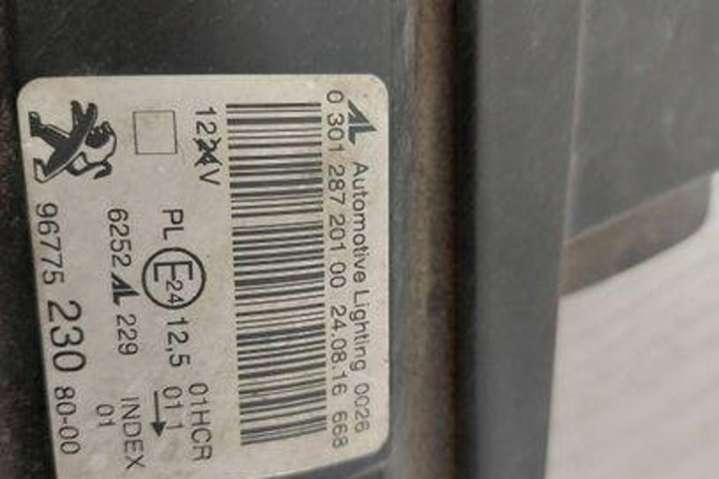 AL Automotive Lighting 0026
0 301 287 201 00 24.08.16 668
1224V
01HCR
PL E24 12,5 01 1
6252 AL 229 INDEX
01
96775 230 80-00